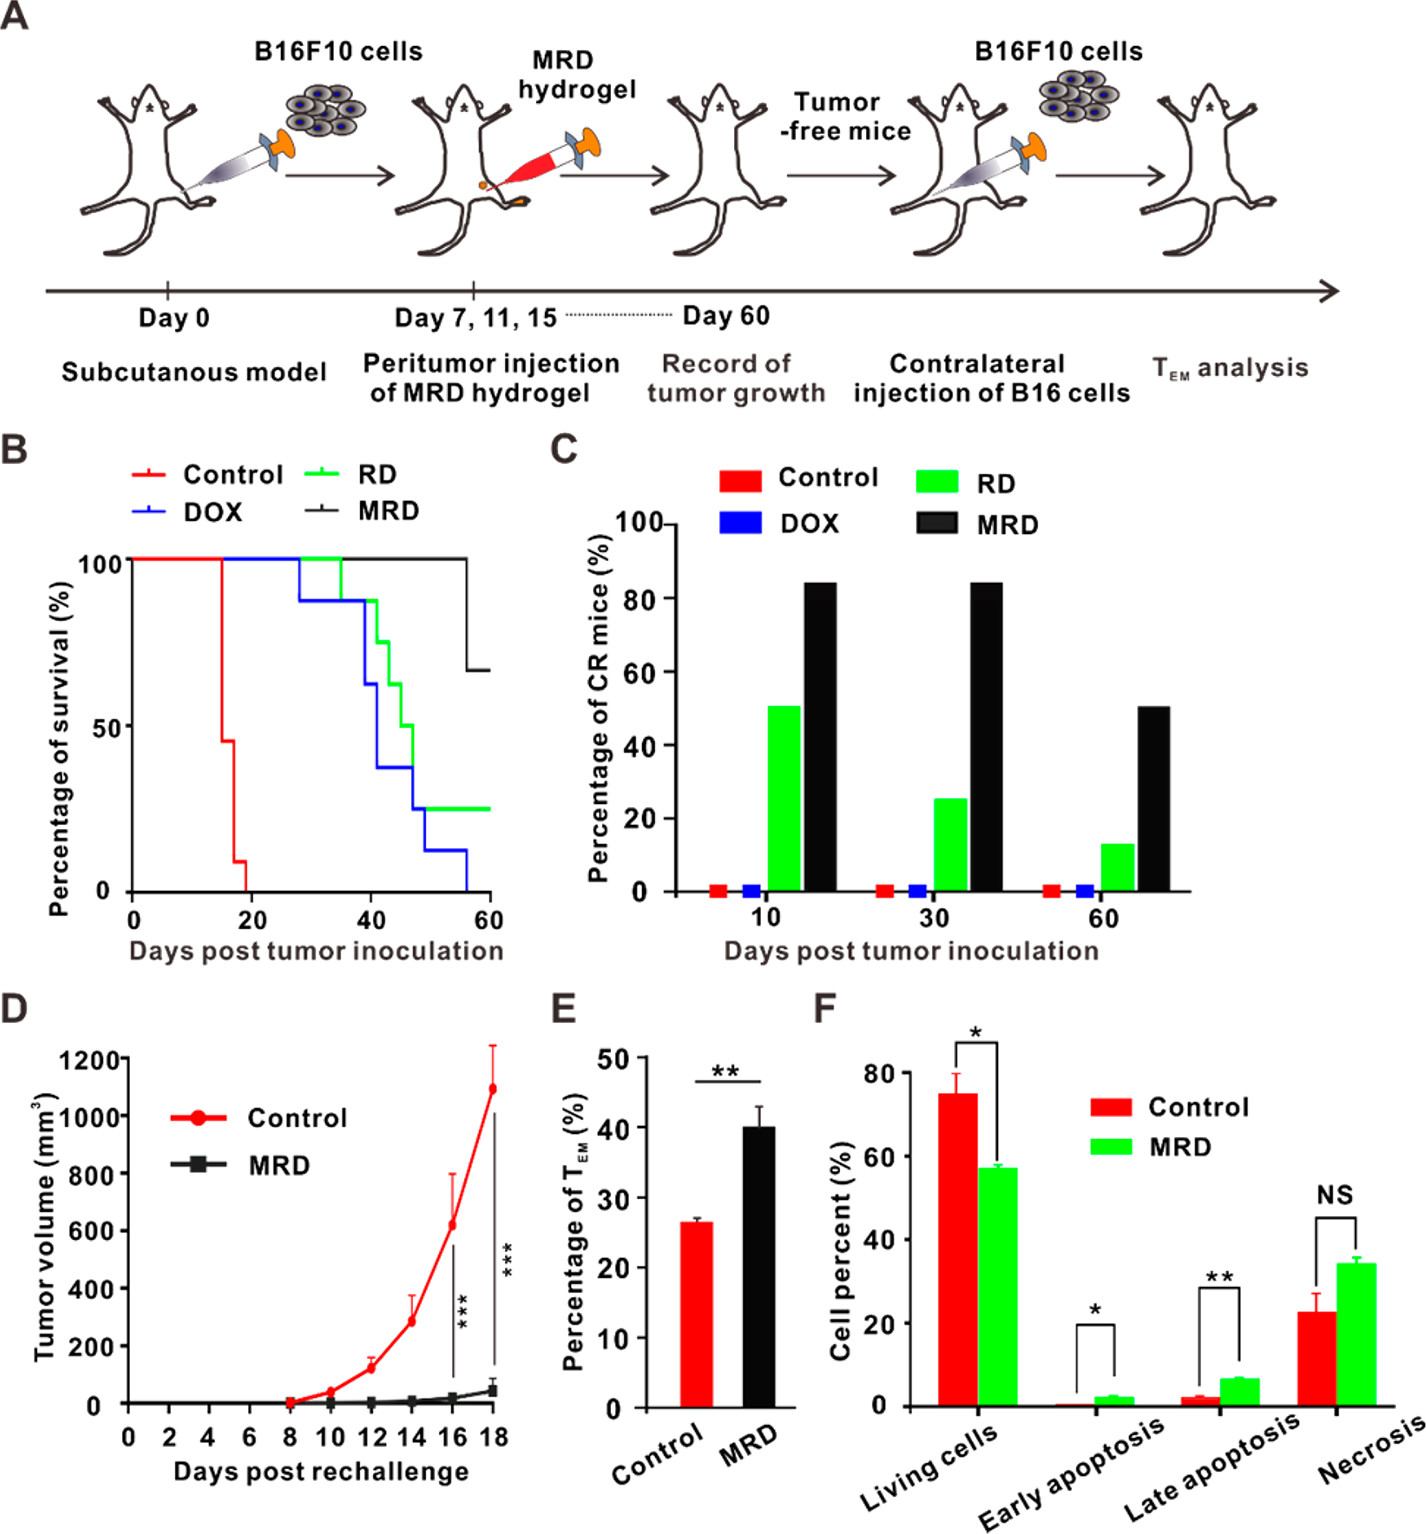 A
B16F10 cells
MRD
hydrogel
Tumor
-free mice
B16F10 cells
Day 0
Day 7, 11, 15
Day 60
Subcutanous model
Peritumor injection
of MRD hydrogel
Record of
tumor growth
Contralateral
injection of B16 cells
TEM analysis
B
Control
RD
DOX
MRD
Percentage of survival (%)
100
50
0
0 20 40 60
Days post tumor inoculation
C
Control
RD
DOX
MRD
Percentage of CR mice (%)
100
80
60
40
20
0
10 30 60
Days post tumor inoculation
D
Control
MRD
Tumor volume (mm3)
1200
1000
800
600
400
200
0
***
***
0 2 4 6 8 10 12 14 16 18
Days post rechallenge
E
Percentage of TEM (%)
50
40
30
20
10
0
**
Control
MRD
F
Control
MRD
Cell percent (%)
80
60
40
20
0
*
*
**
NS
Living cells
Early apoptosis
Late apoptosis
Necrosis